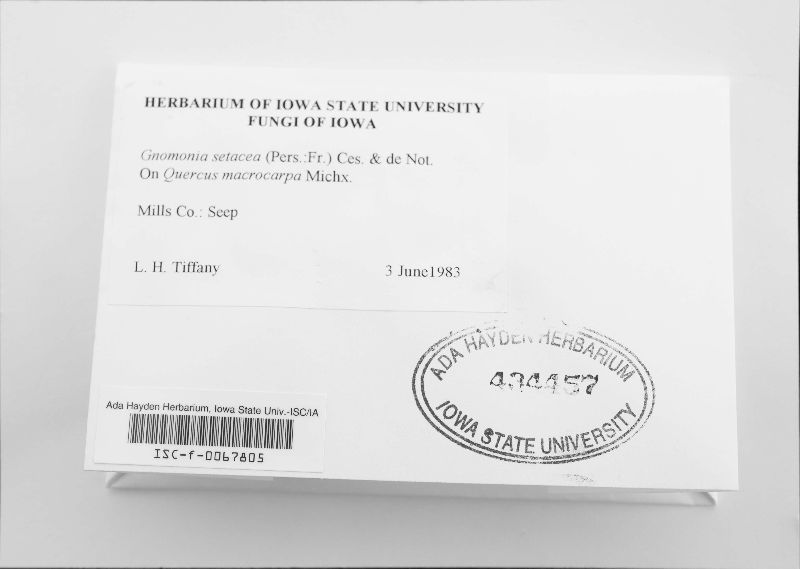 HERBARIUM OF IOWA STATE UNIVERSITY
FUNGI OF IOWA
Gnomonia setacea (Pers.:Fr.) Ces. & de Not.
On Quercus macrocarpa Michx.
Mills Co.: Seep
L. H. Tiffany 3 June1983
ADA HAYDEN HERBARIUM
434457
IOWA STATE UNIVERSITY
Ada Hayden Herbarium, Iowa State Univ.-ISC/IA
ISC-f-0067805